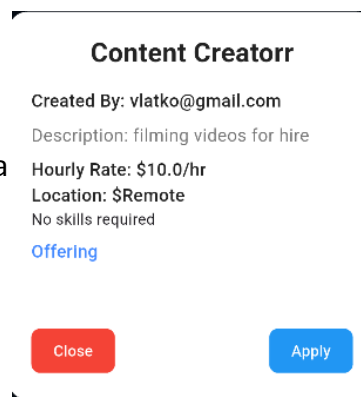 Content Creatorr
Created By: vlatko@gmail.com
Description: filming videos for hire
a
Hourly Rate: $10.0/hr
Location: $Remote
No skills required
Offering
Close
Apply